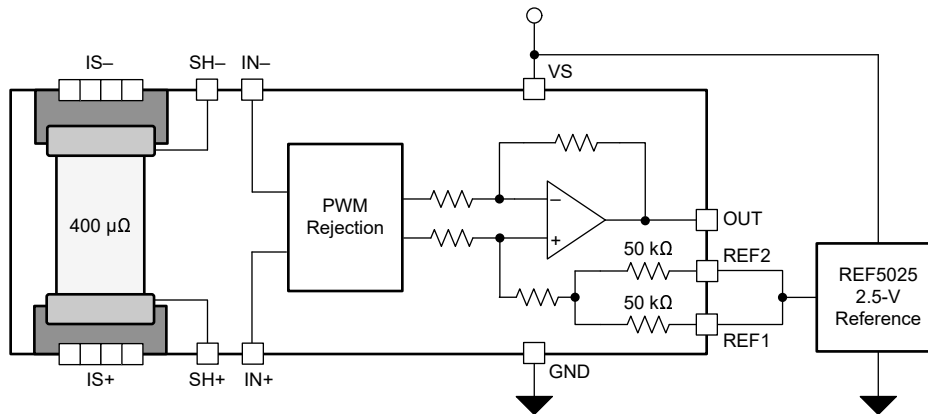 IS–
SH–
IN–
VS
PWM
Rejection
400 µΩ
–
+
OUT
50 kΩ
REF2
50 kΩ
REF1
REF5025
2.5-V
Reference
IS+
SH+
IN+
GND